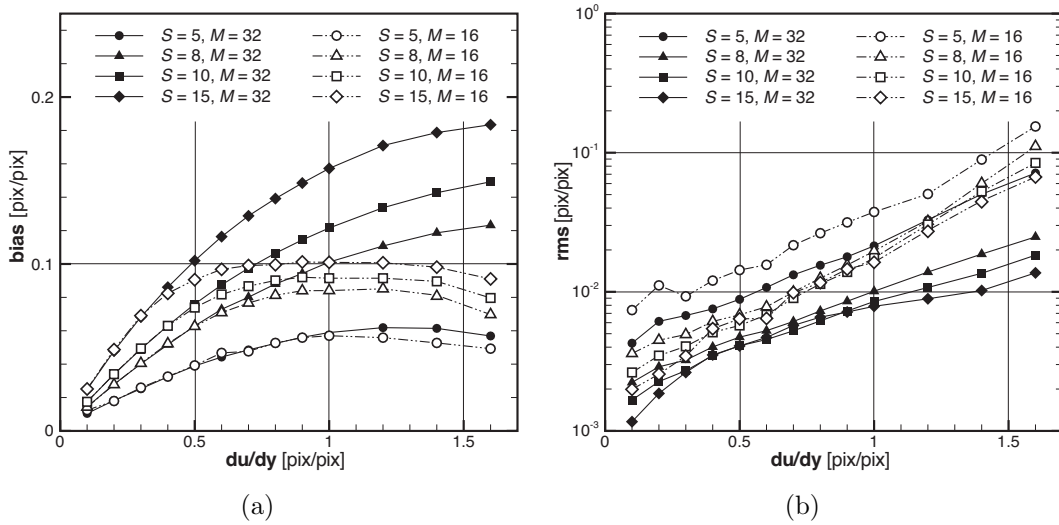 S = 5, M = 32 S = 5, M = 16
S = 8, M = 32 S = 8, M = 16
S = 10, M = 32 S = 10, M = 16
S = 15, M = 32 S = 15, M = 16
bias [pix/pix]
0.2
0.1
0
0 0.5 1 1.5
du/dy [pix/pix]
(a)
S = 5, M = 32 S = 5, M = 16
S = 8, M = 32 S = 8, M = 16
S = 10, M = 32 S = 10, M = 16
S = 15, M = 32 S = 15, M = 16
rms [pix/pix]
10⁰
10⁻¹
10⁻²
10⁻³
0 0.5 1 1.5
du/dy [pix/pix]
(b)